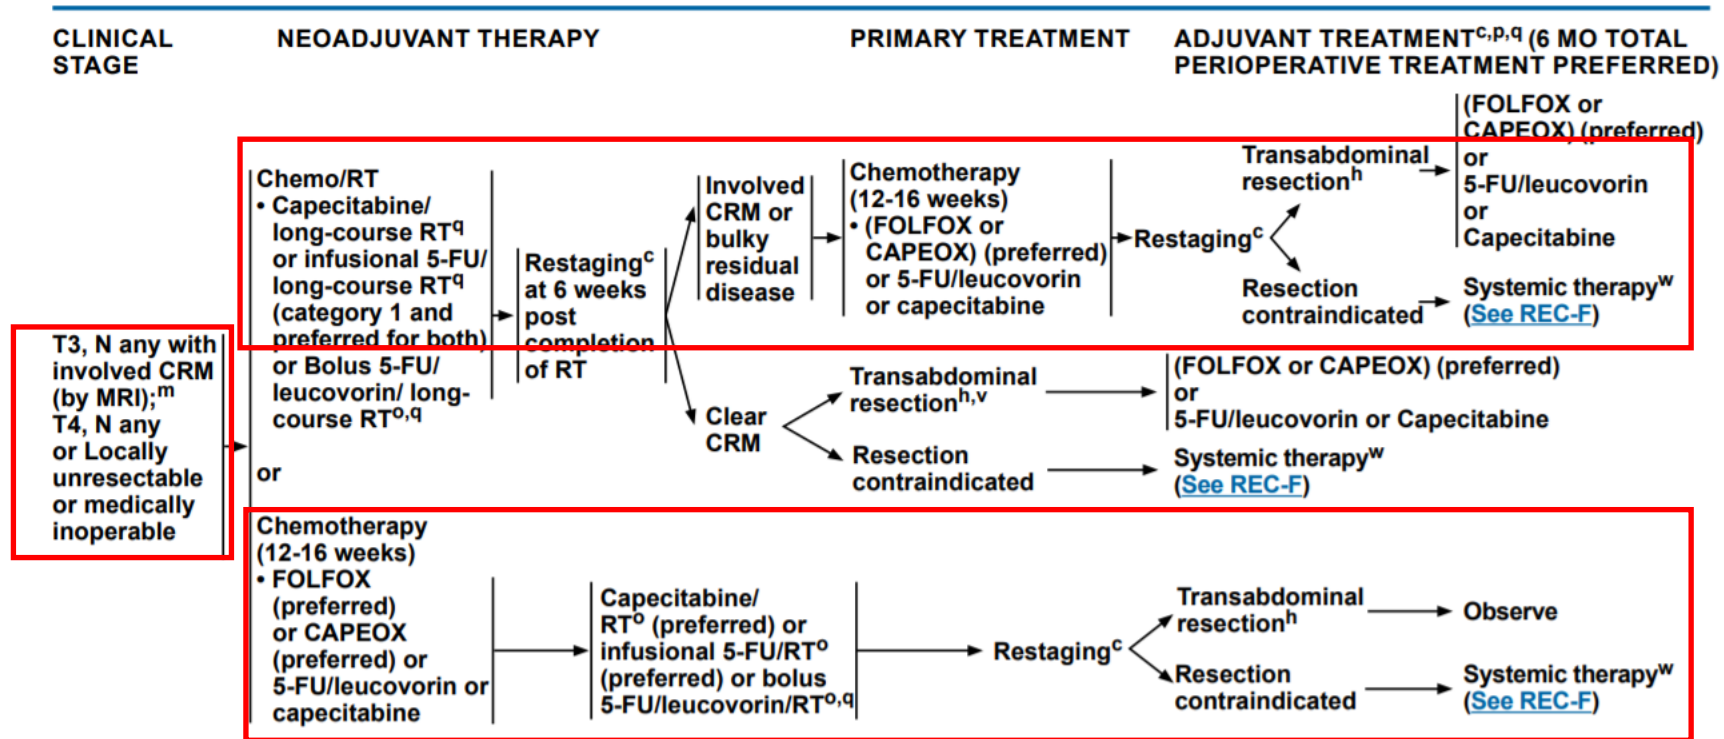 CLINICAL
STAGE
NEOADJUVANT THERAPY
PRIMARY TREATMENT
ADJUVANT TREATMENTc,p,q (6 MO TOTAL
PERIOPERATIVE TREATMENT PREFERRED)
T3, N any with
involved CRM
(by MRI);m
T4, N any
or Locally
unresectable
or medically
inoperable
Chemo/RT
• Capecitabine/
long-course RTq
or infusional 5-FU/
long-course RTq
(category 1 and
preferred for both)
or Bolus 5-FU/
leucovorin/ long-
course RTo,q
Restagingc
at 6 weeks
post
completion
of RT
Involved
CRM or
bulky
residual
disease
Chemotherapy
(12-16 weeks)
• (FOLFOX or
CAPEOX) (preferred)
or 5-FU/leucovorin
or capecitabine
Restagingc
Transabdominal
resectionh
(FOLFOX or
CAPEOX) (preferred)
or
5-FU/leucovorin
or
Capecitabine
Resection
contraindicated
Systemic therapyw
(See REC-F)
Clear
CRM
Transabdominal
resectionh,v
(FOLFOX or CAPEOX) (preferred)
or
5-FU/leucovorin or Capecitabine
Resection
contraindicated
Systemic therapyw
(See REC-F)
or
Chemotherapy
(12-16 weeks)
• FOLFOX
(preferred)
or CAPEOX
(preferred) or
5-FU/leucovorin or
capecitabine
Capecitabine/
RTo (preferred) or
infusional 5-FU/RTo
(preferred) or bolus
5-FU/leucovorin/RTo,q
Restagingc
Transabdominal
resectionh
Observe
Resection
contraindicated
Systemic therapyw
(See REC-F)